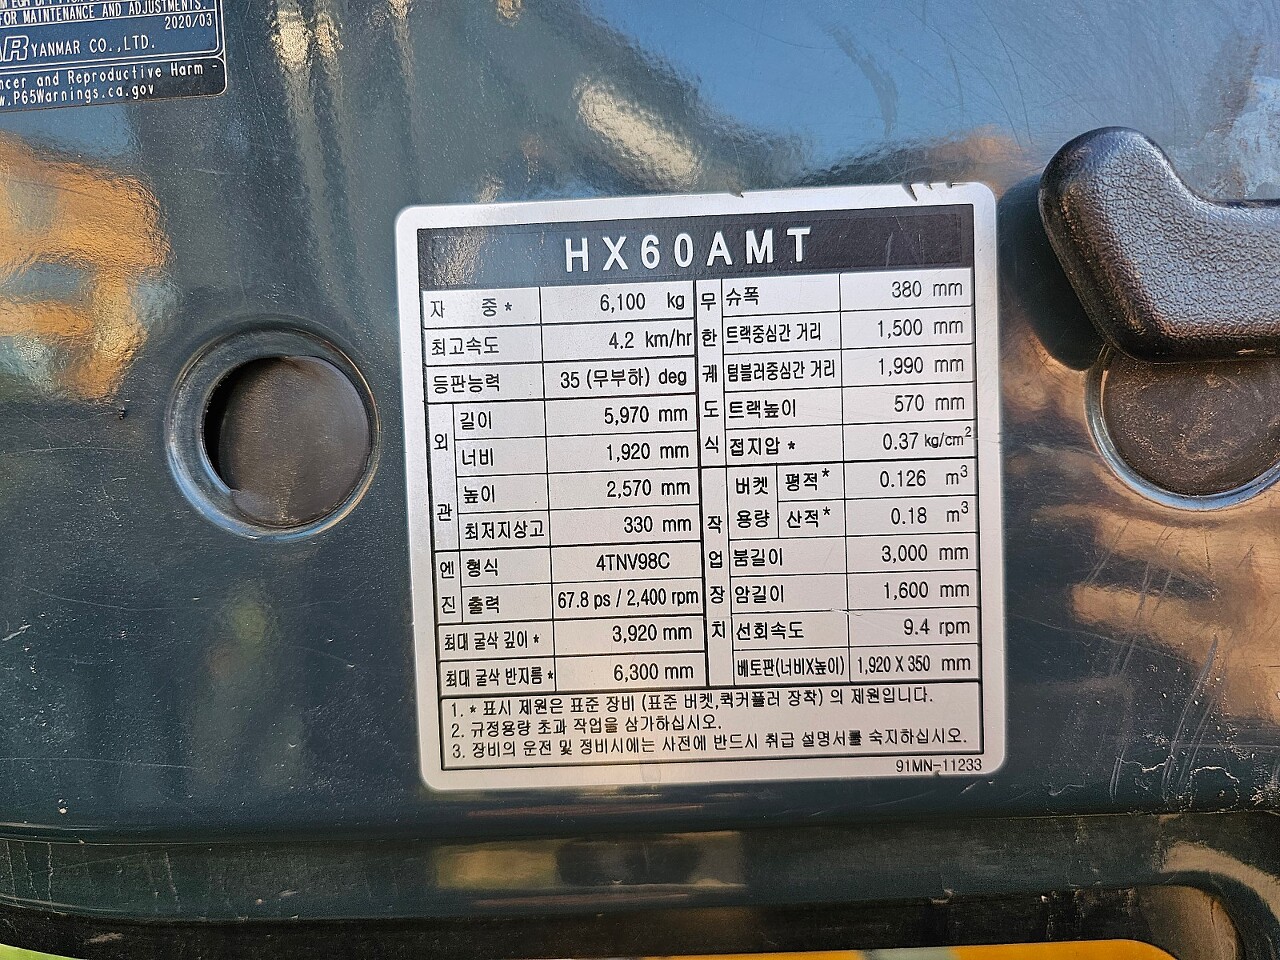 FOR MAINTENANCE AND ADJUSTMENTS.
2020/03
YANMAR CO.,LTD.
and Reproductive Harm -
.P65Warnings.ca.gov
HX60AMT
자 중 * 6,100 kg
최고속도 4.2 km/hr
등판능력 35 (무부하) deg
외관
길이 5,970 mm
너비 1,920 mm
높이 2,570 mm
최저지상고 330 mm
엔진
형식 4TNV98C
출력 67.8 ps / 2,400 rpm
최대 굴삭 깊이 * 3,920 mm
최대 굴삭 반지름 * 6,300 mm
무한궤도식
슈폭 380 mm
트랙중심간 거리 1,500 mm
텀블러중심간 거리 1,990 mm
트랙높이 570 mm
접지압 * 0.37 kg/cm²
작업장치
버켓 용량
평적* 0.126 m³
산적* 0.18 m³
붐길이 3,000 mm
암길이 1,600 mm
선회속도 9.4 rpm
베토판(너비X높이) 1,920 X 350 mm
1. * 표시 제원은 표준 장비 (표준 버켓,퀵커플러 장착) 의 제원입니다.
2. 규정용량 초과 작업을 삼가하십시오.
3. 장비의 운전 및 정비시에는 사전에 반드시 취급 설명서를 숙지하십시오.
91MN-11233